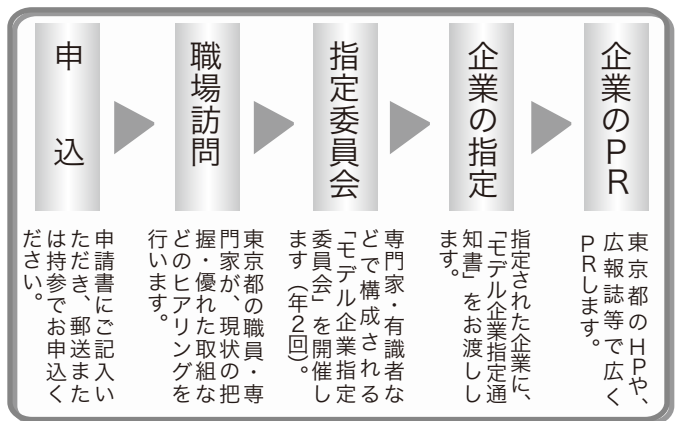 申込
職場訪問
指定委員会
企業の指定
企業のPR
申請書にご記入い
ただき、郵送また
は持参でお申込く
ださい。
東京都の職員・専
門家が、現状の把
握・優れた取組な
どのヒアリングを
行います。
専門家・有識者な
どで構成される
「モデル企業指定
委員会」を開催し
ます（年2回）。
指定された企業に、
「モデル企業指定通
知書」をお渡しし
ます。
東京都のHPや、
広報誌等で広く
PRします。